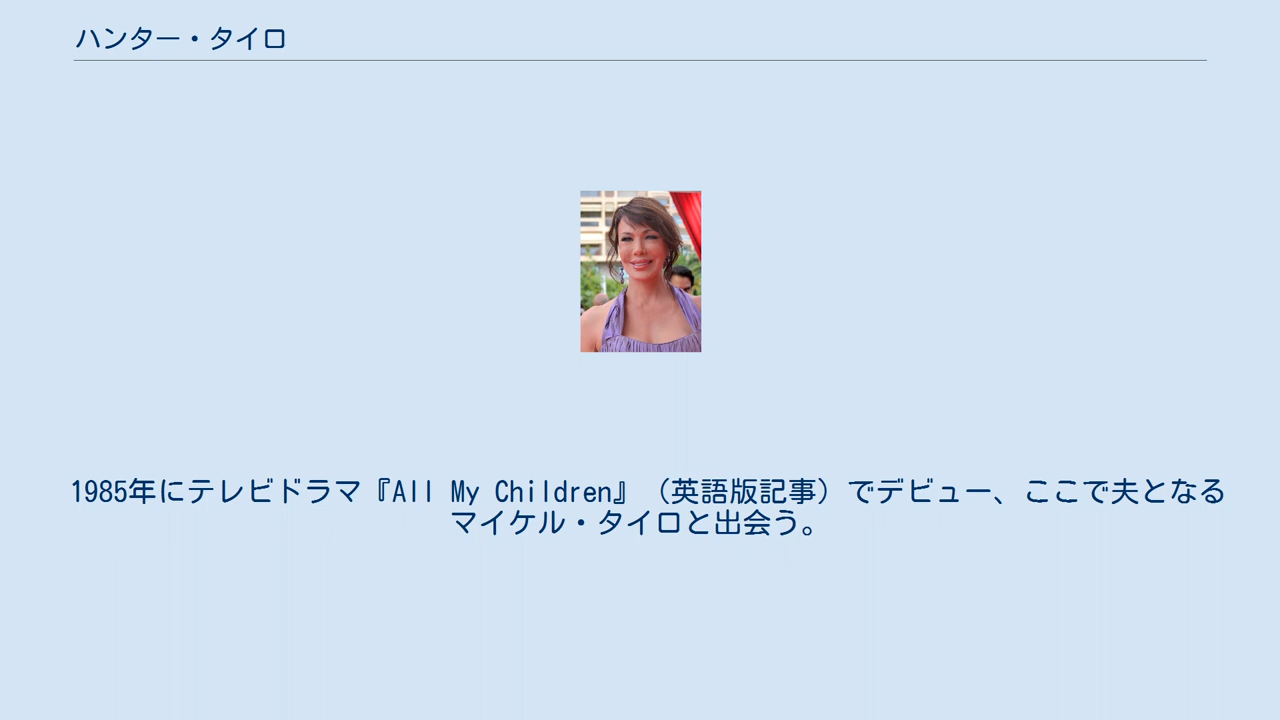 ハンター・タイロ
1985年にテレビドラマ『All My Children』（英語版記事）でデビュー、ここで夫となる
マイケル・タイロと出会う。